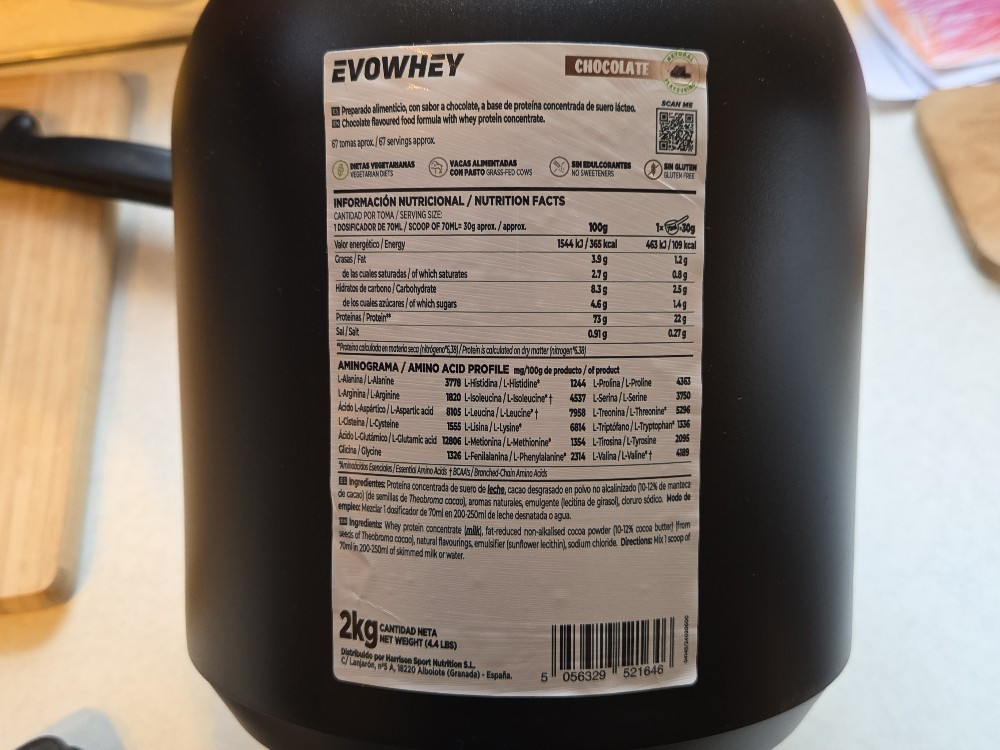 EVOWHEY
CHOCOLATE
NATURAL
FLAVOURING
SCAN ME
ES Preparado alimenticio, con sabor a chocolate, a base de proteína concentrada de suero lácteo.
EN Chocolate flavoured food formula with whey protein concentrate.
67 tomas aprox. / 67 servings approx.
DIETAS VEGETARIANAS
VEGETARIAN DIETS
VACAS ALIMENTADAS
CON PASTO GRASS-FED COWS
SIN EDULCORANTES
NO SWEETENERS
SIN GLUTEN
GLUTEN FREE
INFORMACIÓN NUTRICIONAL / NUTRITION FACTS
CANTIDAD POR TOMA / SERVING SIZE:
1 DOSIFICADOR DE 70ML / SCOOP OF 70ML= 30g aprox. / approx. 100g 1x 70ml =30g
Valor energético / Energy 1544 kJ / 365 kcal 463 kJ / 109 kcal
Grasas / Fat 3.9 g 1.2 g
de las cuales saturadas / of which saturates 2.7 g 0.8 g
Hidratos de carbono / Carbohydrate 8.3 g 2.5 g
de los cuales azúcares / of which sugars 4.6 g 1.4 g
Proteínas / Protein** 73 g 22 g
Sal / Salt 0.91 g 0.27 g
**Proteína calculada en materia seca (nitrógeno*6,38) / Protein is calculated on dry matter (nitrogen*6,38)
AMINOGRAMA / AMINO ACID PROFILE mg/100g de producto / of product
L-Alanina / L-Alanine 3778 L-Histidina / L-Histidine* 1244 L-Prolina / L-Proline 4363
L-Arginina / L-Arginine 1820 L-Isoleucina / L-Isoleucine* † 4537 L-Serina / L-Serine 3750
Ácido L-Aspártico / L-Aspartic acid 8105 L-Leucina / L-Leucine* † 7958 L-Treonina / L-Threonine* 5296
L-Cisteína / L-Cysteine 1555 L-Lisina / L-Lysine* 6814 L-Triptófano / L-Tryptophan* 1336
Ácido L-Glutámico / L-Glutamic acid 12806 L-Metionina / L-Methionine* 1354 L-Tirosina / L-Tyrosine 2095
Glicina / Glycine 1326 L-Fenilalanina / L-Phenylalanine* 2314 L-Valina / L-Valine* † 4189
*Aminoácidos Esenciales / Essential Amino Acids † BCAA's / Branched-Chain Amino Acids
ES Ingredientes: Proteína concentrada de suero de leche, cacao desgrasado en polvo no alcalinizado (10-12% de manteca
de cacao) (de semillas de Theobroma cacao), aromas naturales, emulgente (lecitina de girasol), cloruro sódico. Modo de
empleo: Mezclar 1 dosificador de 70ml en 200-250ml de leche desnatada o agua.
EN Ingredients: Whey protein concentrate (milk), fat-reduced non-alkalised cocoa powder (10-12% cocoa butter) (from
seeds of Theobroma cacao), natural flavourings, emulsifier (sunflower lecithin), sodium chloride. Directions: Mix 1 scoop of
70ml in 200-250ml of skimmed milk or water.
2kg CANTIDAD NETA
NET WEIGHT (4.4 LBS)
Distribuido por Harrison Sport Nutrition S.L.
C/ Lanjarón, nº5 A, 18220 Albolote (Granada) - España.
5 056329 521646